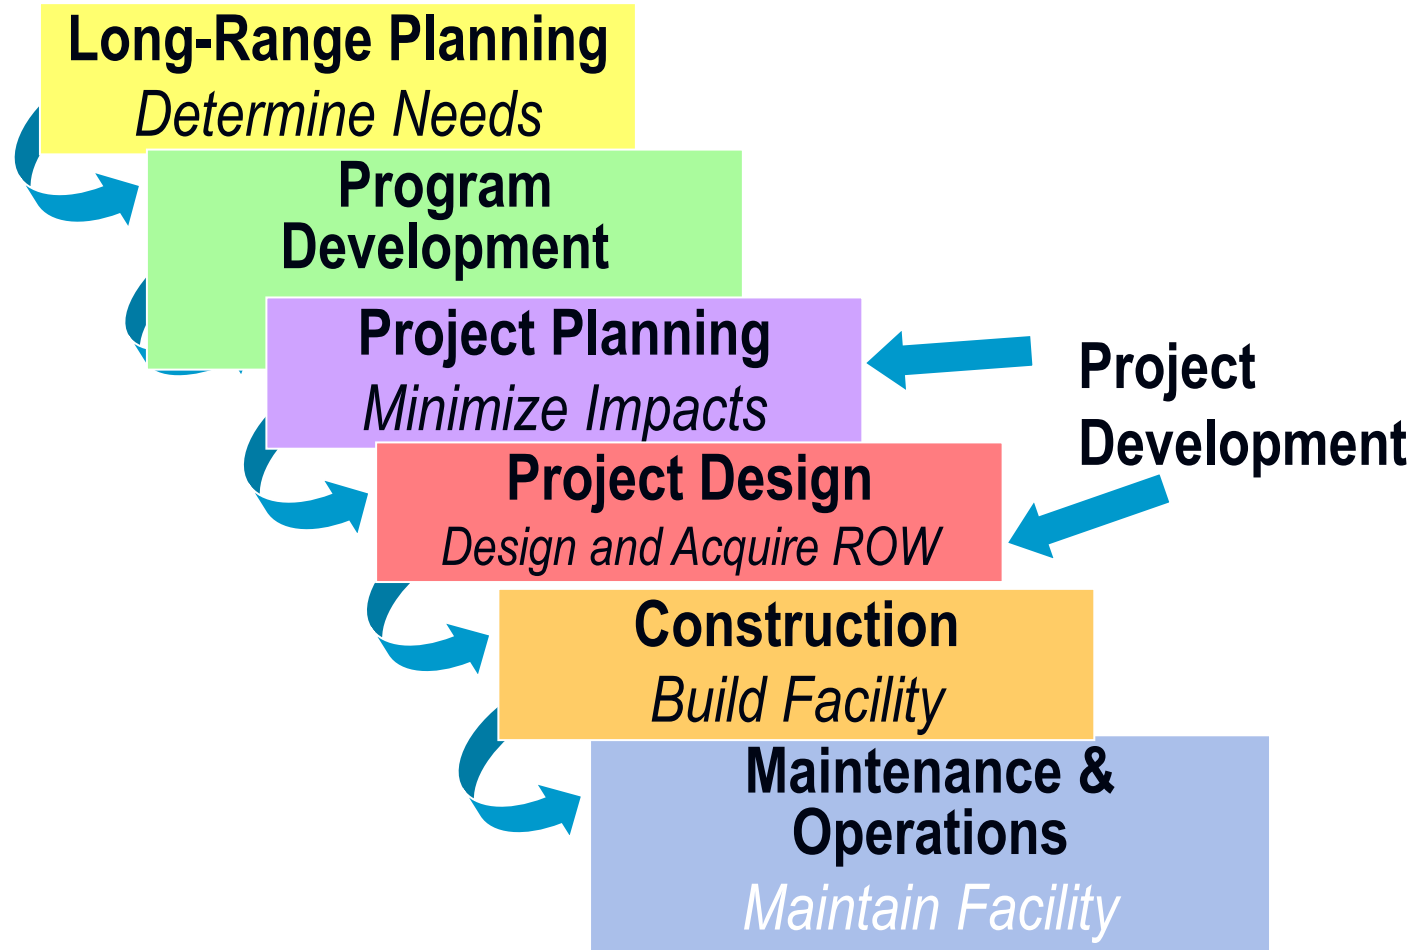 Long-Range Planning
Determine Needs
Program
Development
Project Planning
Minimize Impacts
Project
Development
Project Design
Design and Acquire ROW
Construction
Build Facility
Maintenance &
Operations
Maintain Facility